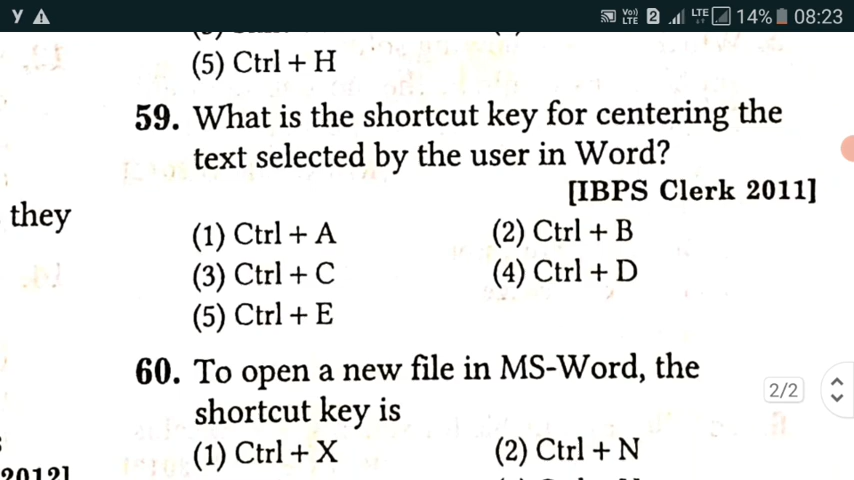 14% 08:23
(5) Ctrl + H
59. What is the shortcut key for centering the
text selected by the user in Word?
[IBPS Clerk 2011]
they
(1) Ctrl + A (2) Ctrl + B
(3) Ctrl + C (4) Ctrl + D
(5) Ctrl + E
60. To open a new file in MS-Word, the
shortcut key is
2/2
(1) Ctrl + X (2) Ctrl + N
2012]